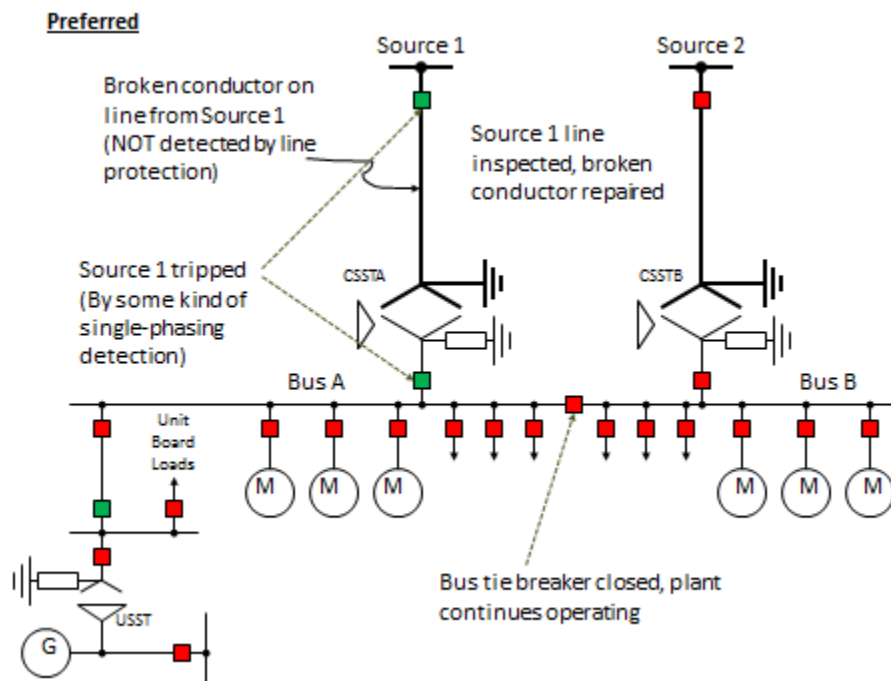 Preferred
Source 1
Source 2
Broken conductor on
line from Source 1
(NOT detected by line
protection)
Source 1 line
inspected, broken
conductor repaired
Source 1 tripped
(By some kind of
single-phasing
detection)
CSSTA
CSSTB
Bus A
Bus B
Unit
Board
Loads
M
M
M
M
M
M
Bus tie breaker closed, plant
continues operating
USST
G